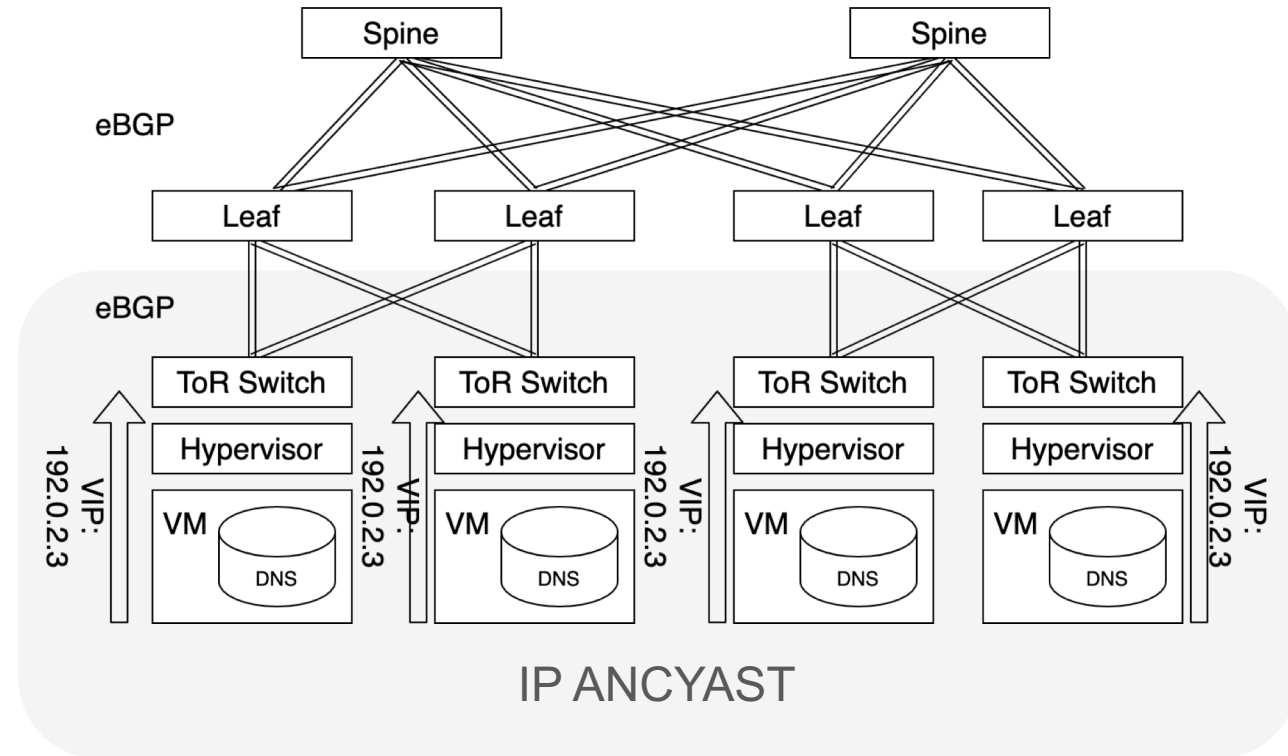 Spine
Spine
eBGP
Leaf
Leaf
Leaf
Leaf
eBGP
ToR Switch
ToR Switch
ToR Switch
ToR Switch
Hypervisor
Hypervisor
Hypervisor
Hypervisor
VIP:
192.0.2.3
VM
DNS
VIP:
192.0.2.3
VM
DNS
VIP:
192.0.2.3
VM
DNS
VM
DNS
VIP:
192.0.2.3
IP ANCYAST